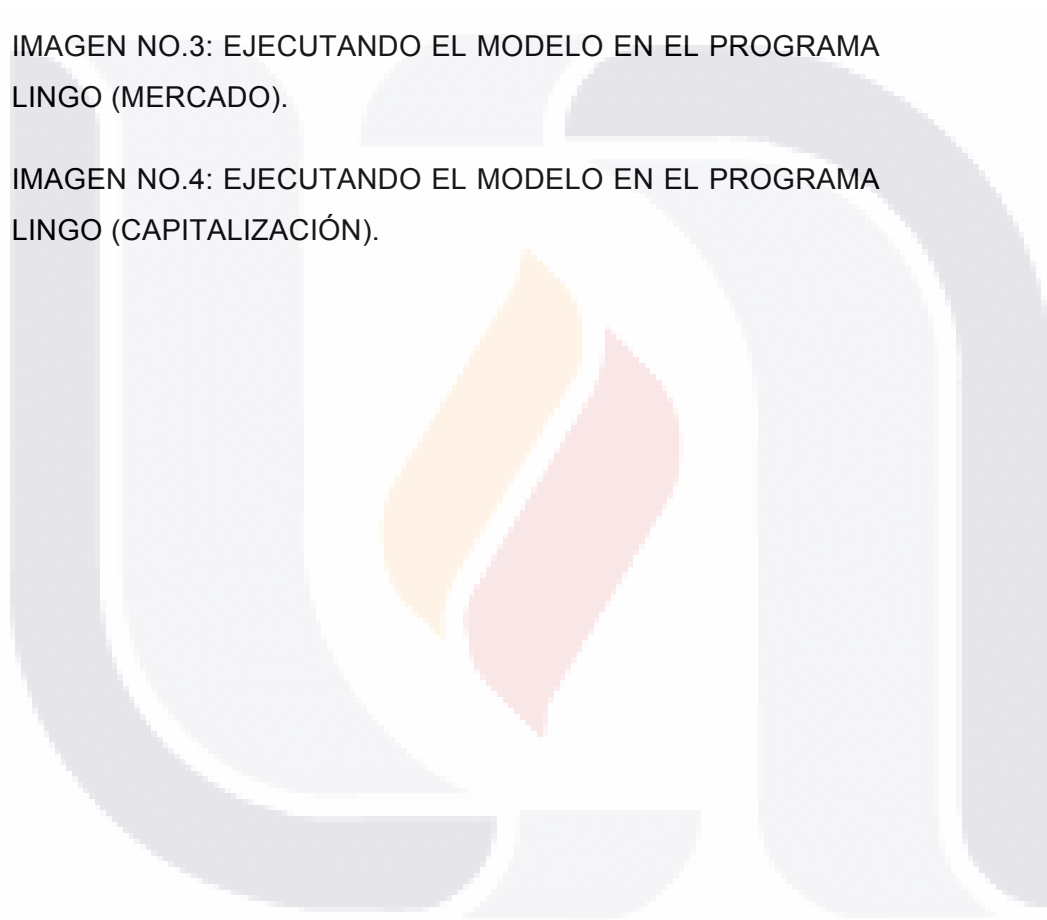 IMAGEN NO.3: EJECUTANDO EL MODELO EN EL PROGRAMA
LINGO (MERCADO).
IMAGEN NO.4: EJECUTANDO EL MODELO EN EL PROGRAMA
LINGO (CAPITALIZACIÓN).